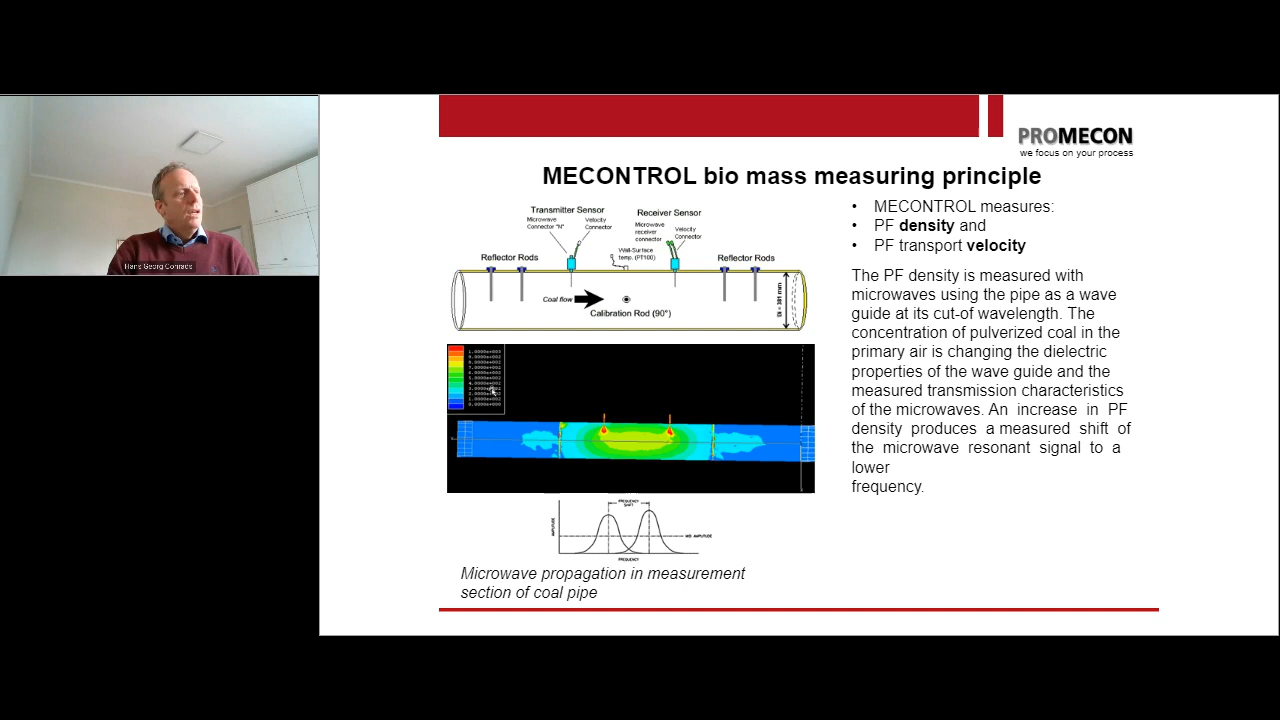 PROMECON
we focus on your process
MECONTROL bio mass measuring principle
Transmitter Sensor
Microwave
Connector "N"
Velocity
Connector
Receiver Sensor
Microwave
receiver
connector
Velocity
Connector
Wall-Surface
temp. (PT100)
Reflector Rods
Reflector Rods
Coal flow
Calibration Rod (90°)
• MECONTROL measures:
• PF density and
• PF transport velocity
The PF density is measured with
microwaves using the pipe as a wave
guide at its cut-of wavelength. The
concentration of pulverized coal in the
primary air is changing the dielectric
properties of the wave guide and the
measured transmission characteristics
of the microwaves. An increase in PF
density produces a measured shift of
the microwave resonant signal to a
lower
frequency.
Hans Georg Conrads
FREQUENCY
SHIFT
AMPLITUDE
AMPLITUDE
FREQUENCY
Microwave propagation in measurement
section of coal pipe